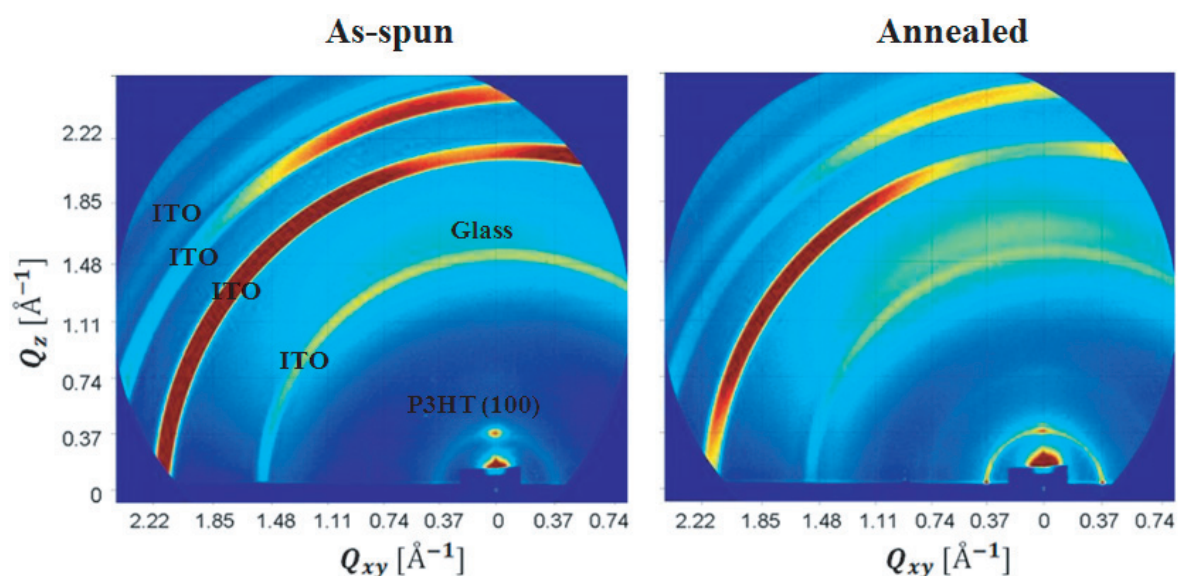 As-spun
Annealed
2.22
1.85
1.48
1.11
0.74
0.37
0
Q_z [Å⁻¹]
ITO
ITO
ITO
ITO
Glass
P3HT (100)
2.22 1.85 1.48 1.11 0.74 0.37 0 0.37 0.74
Q_xy [Å⁻¹]
2.22 1.85 1.48 1.11 0.74 0.37 0 0.37 0.74
Q_xy [Å⁻¹]